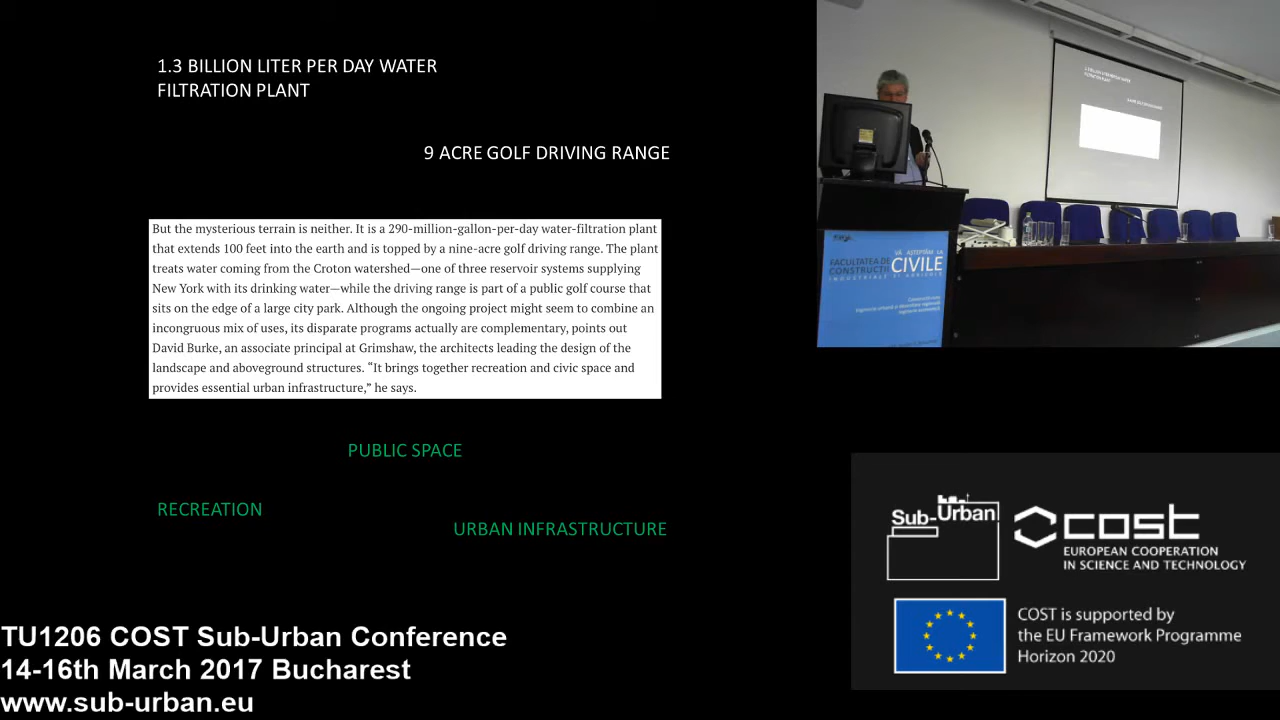 1.3 BILLION LITER PER DAY WATER
FILTRATION PLANT
9 ACRE GOLF DRIVING RANGE
But the mysterious terrain is neither. It is a 290-million-gallon-per-day water-filtration plant
that extends 100 feet into the earth and is topped by a nine-acre golf driving range. The plant
treats water coming from the Croton watershed—one of three reservoir systems supplying
New York with its drinking water—while the driving range is part of a public golf course that
sits on the edge of a large city park. Although the ongoing project might seem to combine an
incongruous mix of uses, its disparate programs actually are complementary, points out
David Burke, an associate principal at Grimshaw, the architects leading the design of the
landscape and aboveground structures. “It brings together recreation and civic space and
provides essential urban infrastructure,” he says.
PUBLIC SPACE
RECREATION
URBAN INFRASTRUCTURE
VĂ AȘTEPTĂM LA
FACULTATEA DE
CONSTRUCȚII
CIVILE
INDUSTRIALE ȘI AGRICOLE
Sub-Urban
cost
EUROPEAN COOPERATION
IN SCIENCE AND TECHNOLOGY
COST is supported by
the EU Framework Programme
Horizon 2020
TU1206 COST Sub-Urban Conference
14-16th March 2017 Bucharest
www.sub-urban.eu